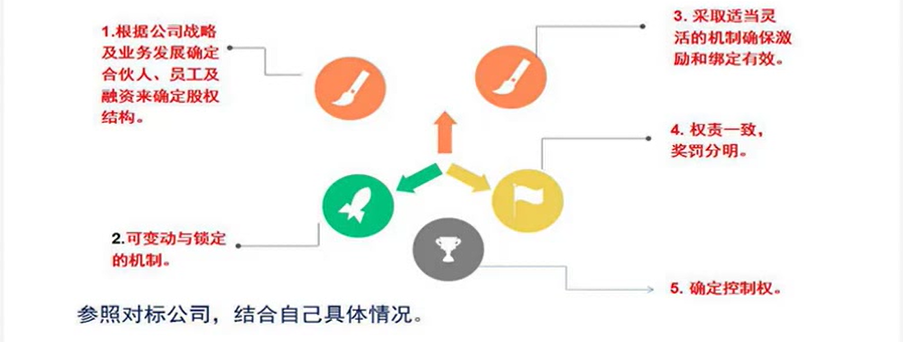 1.根据公司战略
及业务发展确定
合伙人、员工及
融资来确定股权
结构。
2.可变动与锁定
的机制。
3. 采取适当灵
活的机制确保激
励和绑定有效。
4. 权责一致，
奖罚分明。
5. 确定控制权。
参照对标公司，结合自己具体情况。